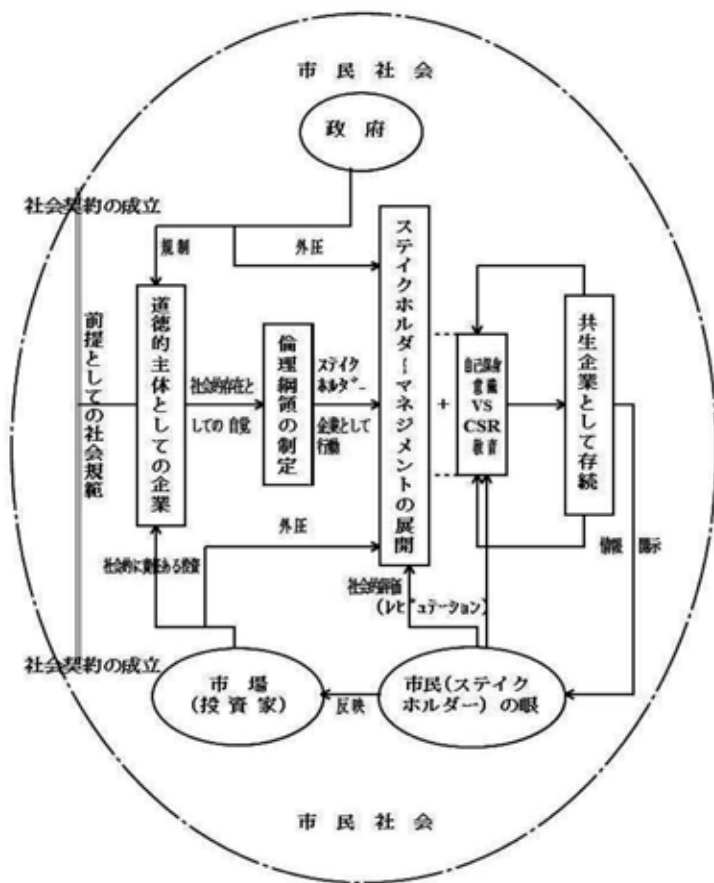 市民社会
政府
社会契約の成立
規制
外圧
前提としての社会規範
道徳的主体としての企業
社会的存在と
しての自覚
倫理綱領の制定
ステイク
ホルダー
企業として
行動
ステイクホルダーマネジメントの展開
+
自己保身
意識
VS
CSR
教育
共生企業として存続
外圧
社会的に責任ある投資
社会的評価
(レピュテーション)
情報 開示
社会契約の成立
市場
(投資家)
反映
市民(ステイク
ホルダー)の眼
市民社会